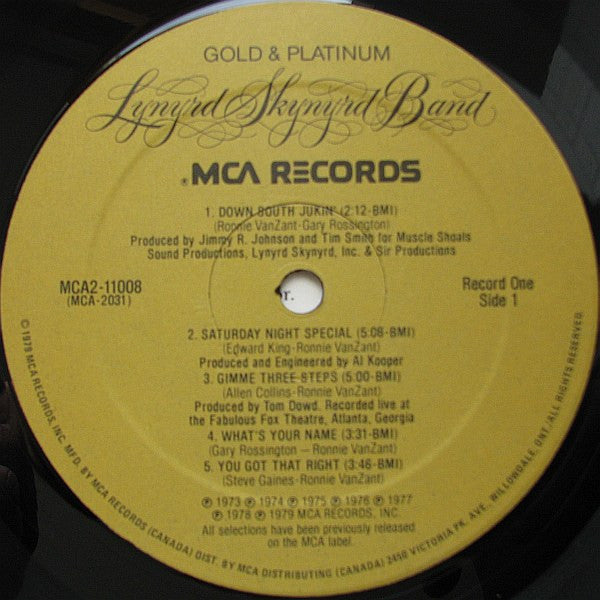 GOLD & PLATINUM
Lynyrd Skynyrd Band
®MCA RECORDS
1. DOWN SOUTH JUKIN' (2:12-BMI)
(Ronnie VanZant-Gary Rossington)
Produced by Jimmy R. Johnson and Tim Smith for Muscle Shoals
Sound Productions, Lynyrd Skynyrd, Inc. & Sir Productions
MCA2-11008
(MCA-2031)
r.
Record One
Side 1
2. SATURDAY NIGHT SPECIAL (5:08-BMI)
(Edward King-Ronnie VanZant)
Produced and Engineered by Al Kooper
3. GIMME THREE STEPS (5:00-BMI)
(Allen Collins-Ronnie VanZant)
Produced by Tom Dowd. Recorded live at
the Fabulous Fox Theatre, Atlanta, Georgia
4. WHAT'S YOUR NAME (3:31-BMI)
(Gary Rossington — Ronnie VanZant)
5. YOU GOT THAT RIGHT (3:46-BMI)
(Steve Gaines-Ronnie VanZant)
℗ 1973 ℗ 1974 ℗ 1975 ℗ 1976 ℗ 1977
℗ 1978 ℗ 1979 MCA RECORDS, INC.
All selections have been previously released
on the MCA label.
© 1979 MCA RECORDS, INC. MFD. BY MCA RECORDS (CANADA) DIST. BY MCA DISTRIBUTING (CANADA) 2450 VICTORIA PK. AVE. WILLOWDALE, ONT./ALL RIGHTS RESERVED.